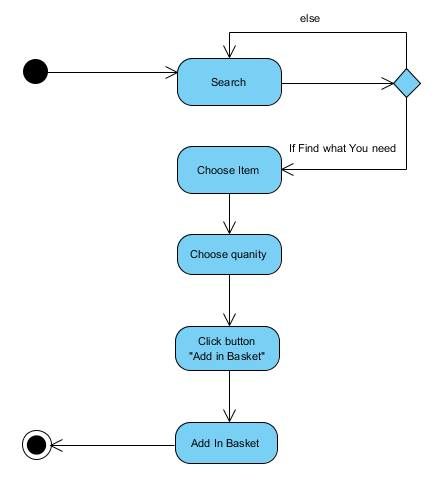 else
Search
If Find what You need
Choose Item
Choose quanity
Click button
"Add in Basket"
Add In Basket